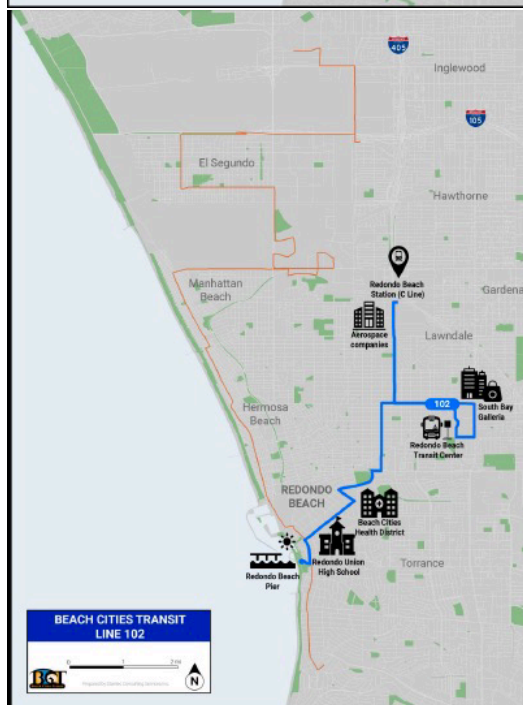 405
Inglewood
105
El Segundo
Hawthorne
Redondo Beach
Station (C Line)
Manhattan
Beach
Gardena
Aerospace
companies
Lawndale
102
South Bay
Galleria
Redondo Beach
Transit Center
Hermosa
Beach
REDONDO
BEACH
Beach Cities
Health District
Redondo Union
High School
Redondo Beach
Pier
Torrance
BEACH CITIES TRANSIT
LINE 102
0 1 2 mi
BCT
N